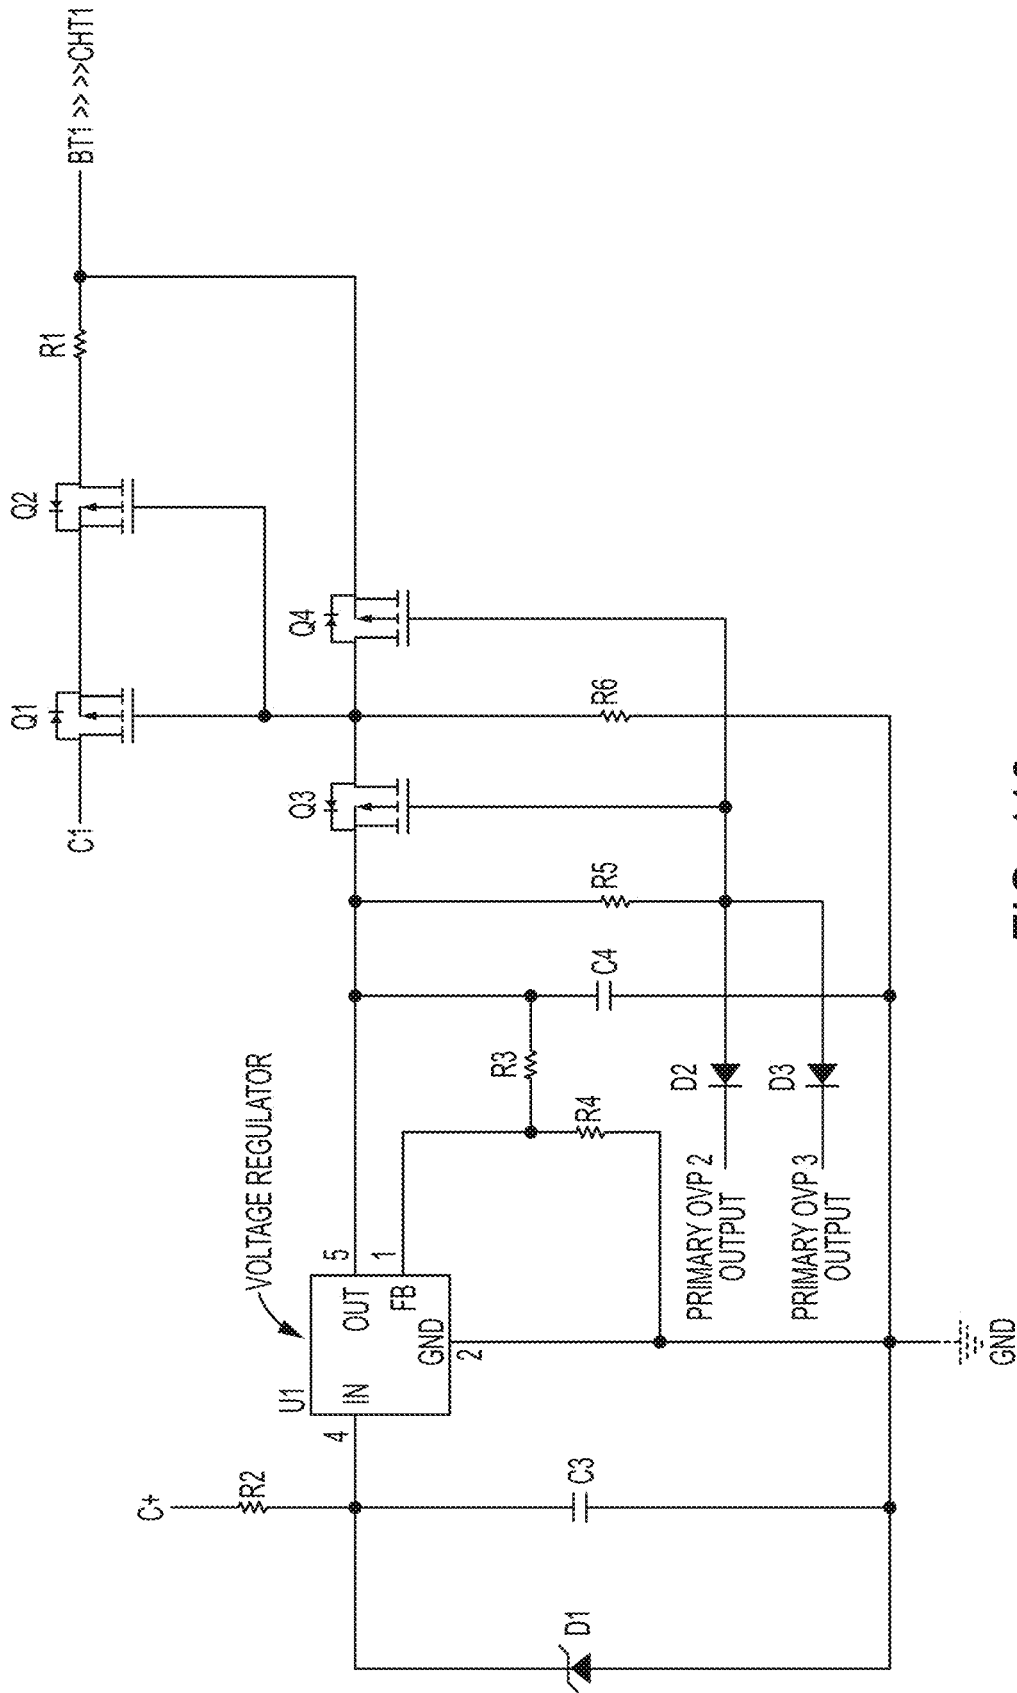 BT1 >> >>CHT1
R1
Q2
Q1
C1
Q4
Q3
R6
R5
C4
R3
R4
D2
D3
VOLTAGE REGULATOR
PRIMARY OVP 2
OUTPUT
PRIMARY OVP 3
OUTPUT
U1
IN
OUT
FB
GND
4
5
1
2
C+
R2
C3
D1
GND